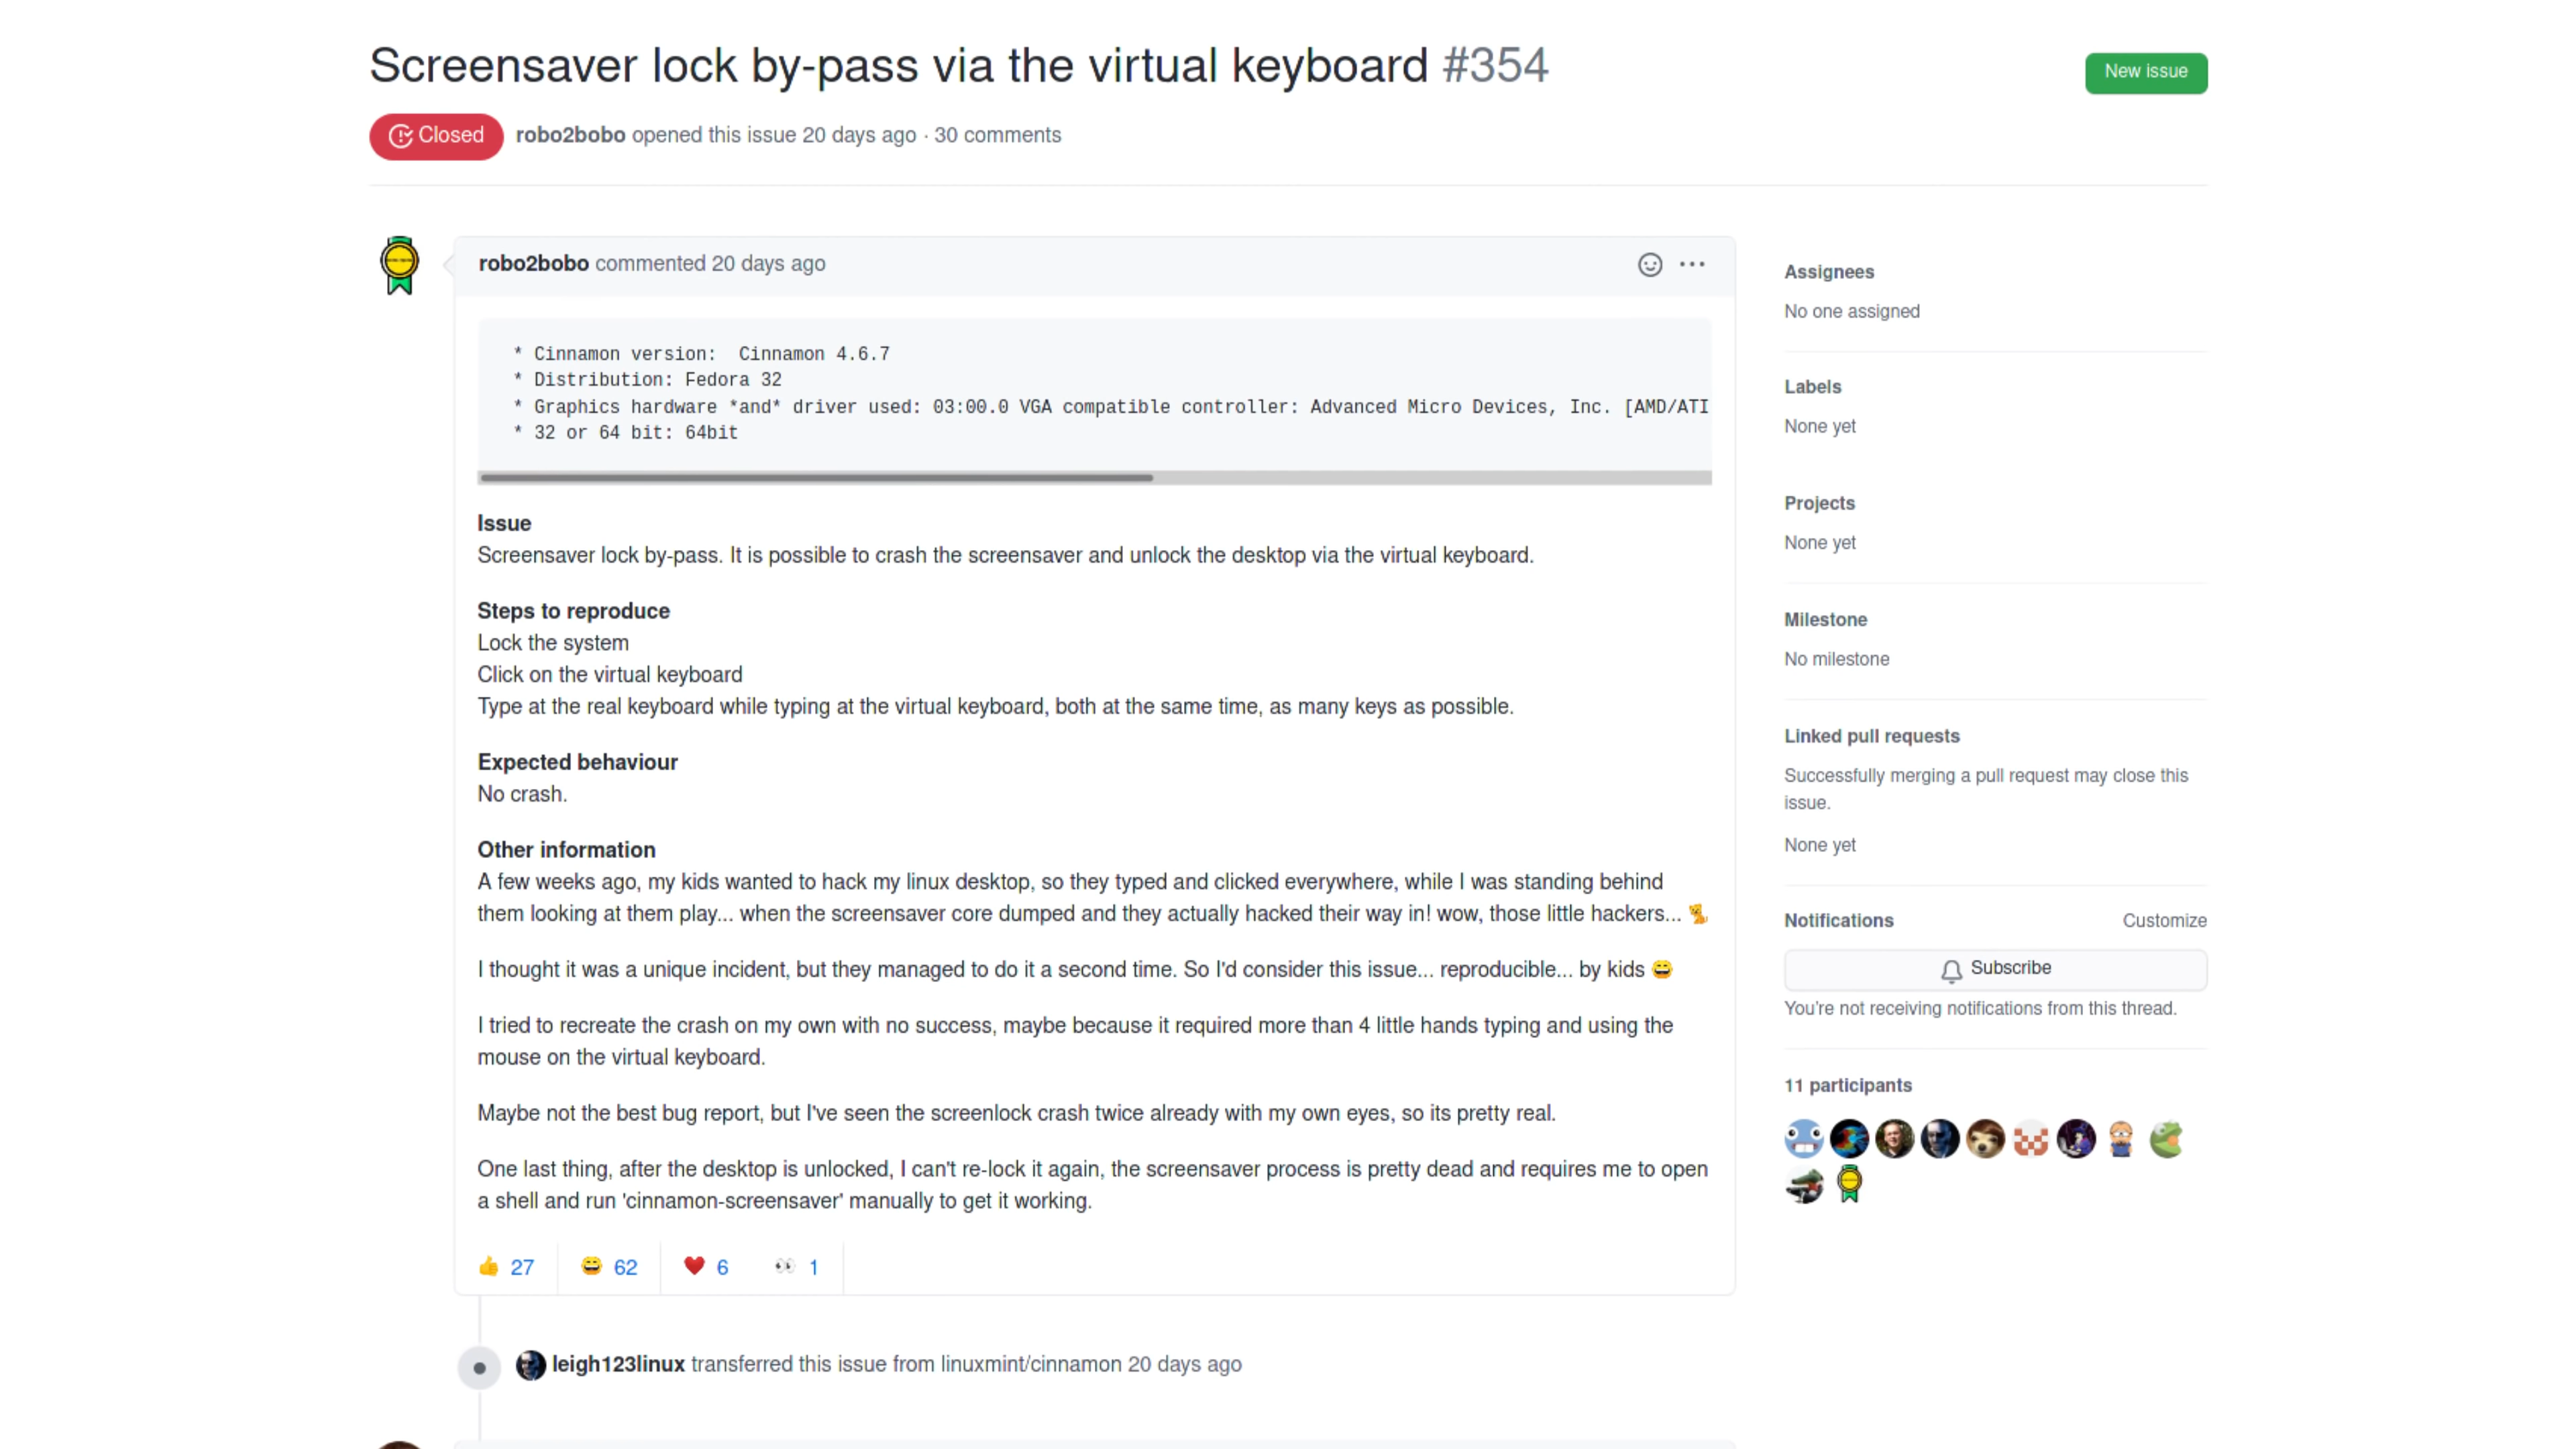 Screensaver lock by-pass via the virtual keyboard #354
New issue
Closed robo2bobo opened this issue 20 days ago · 30 comments
robo2bobo commented 20 days ago
* Cinnamon version:  Cinnamon 4.6.7
* Distribution: Fedora 32
* Graphics hardware *and* driver used: 03:00.0 VGA compatible controller: Advanced Micro Devices, Inc. [AMD/ATI
* 32 or 64 bit: 64bit
Issue
Screensaver lock by-pass. It is possible to crash the screensaver and unlock the desktop via the virtual keyboard.
Steps to reproduce
Lock the system
Click on the virtual keyboard
Type at the real keyboard while typing at the virtual keyboard, both at the same time, as many keys as possible.
Expected behaviour
No crash.
Other information
A few weeks ago, my kids wanted to hack my linux desktop, so they typed and clicked everywhere, while I was standing behind
them looking at them play... when the screensaver core dumped and they actually hacked their way in! wow, those little hackers... 🐆
I thought it was a unique incident, but they managed to do it a second time. So I'd consider this issue... reproducible... by kids 😄
I tried to recreate the crash on my own with no success, maybe because it required more than 4 little hands typing and using the
mouse on the virtual keyboard.
Maybe not the best bug report, but I've seen the screenlock crash twice already with my own eyes, so its pretty real.
One last thing, after the desktop is unlocked, I can't re-lock it again, the screensaver process is pretty dead and requires me to open
a shell and run 'cinnamon-screensaver' manually to get it working.
👍 27 😄 62 ❤️ 6 👀 1
leigh123linux transferred this issue from linuxmint/cinnamon 20 days ago
Assignees
No one assigned
Labels
None yet
Projects
None yet
Milestone
No milestone
Linked pull requests
Successfully merging a pull request may close this
issue.
None yet
Notifications Customize
Subscribe
You're not receiving notifications from this thread.
11 participants